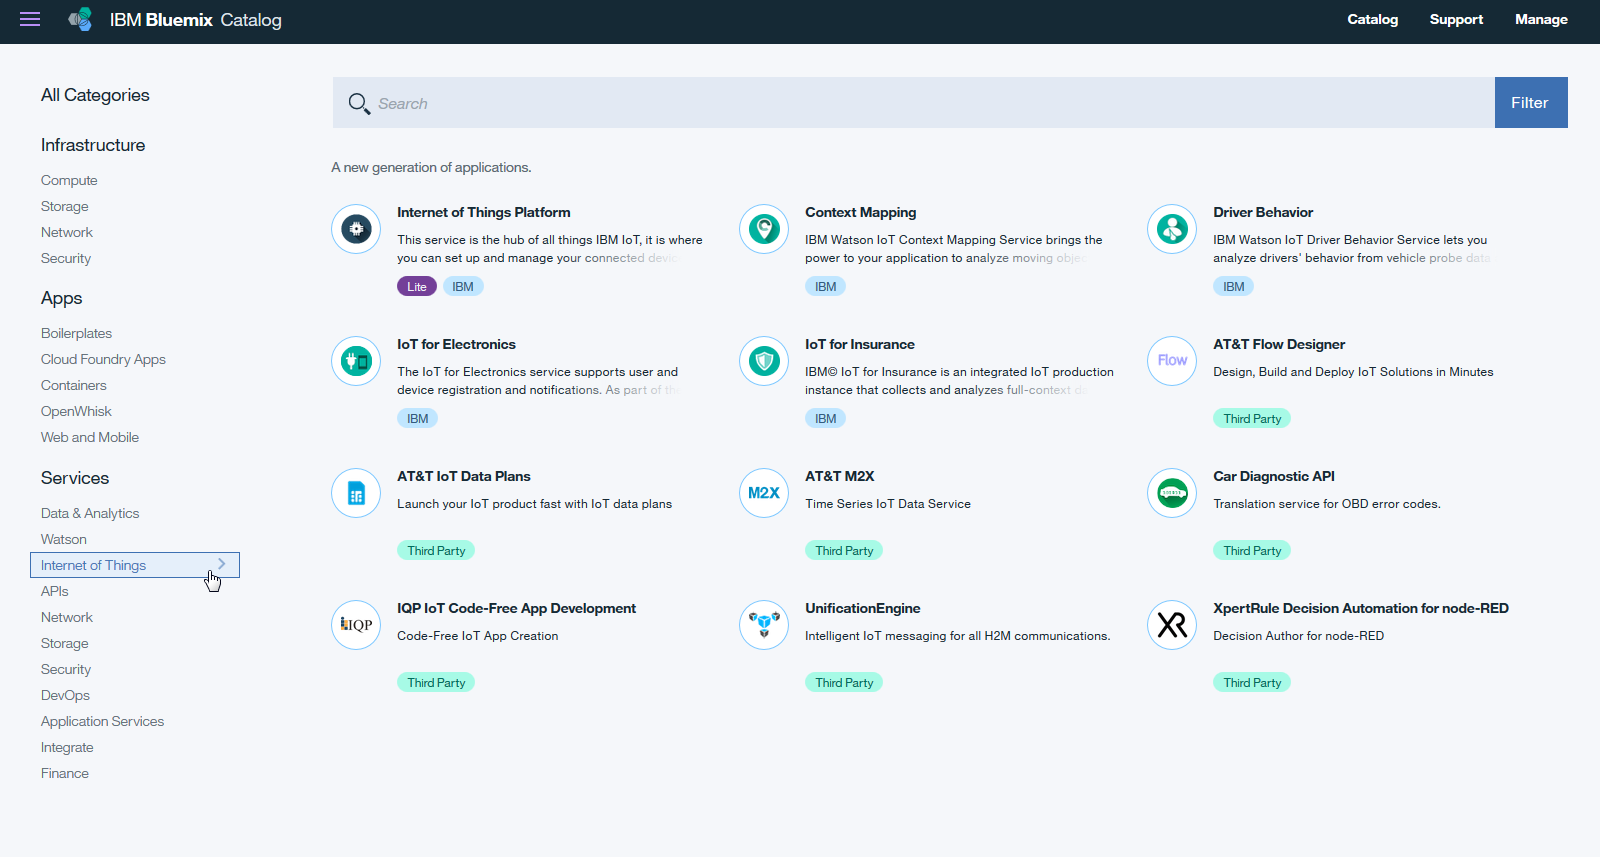 IBM Bluemix Catalog
Catalog
Support
Manage
All Categories
Infrastructure
Compute
Storage
Network
Security
Apps
Boilerplates
Cloud Foundry Apps
Containers
OpenWhisk
Web and Mobile
Services
Data & Analytics
Watson
Internet of Things
APIs
Network
Storage
Security
DevOps
Application Services
Integrate
Finance
Search
Filter
A new generation of applications.
Internet of Things Platform
This service is the hub of all things IBM IoT, it is where
you can set up and manage your connected devic
Lite
IBM
Context Mapping
IBM Watson IoT Context Mapping Service brings the
power to your application to analyze moving objec
IBM
Driver Behavior
IBM Watson IoT Driver Behavior Service lets you
analyze drivers' behavior from vehicle probe data
IBM
IoT for Electronics
The IoT for Electronics service supports user and
device registration and notifications. As part of the
IBM
IoT for Insurance
IBM© IoT for Insurance is an integrated IoT production
instance that collects and analyzes full-context da
IBM
Flow
AT&T Flow Designer
Design, Build and Deploy IoT Solutions in Minutes
Third Party
AT&T IoT Data Plans
Launch your IoT product fast with IoT data plans
Third Party
M2X
AT&T M2X
Time Series IoT Data Service
Third Party
Car Diagnostic API
Translation service for OBD error codes.
Third Party
IQP
IQP IoT Code-Free App Development
Code-Free IoT App Creation
Third Party
UnificationEngine
Intelligent IoT messaging for all H2M communications.
Third Party
XR
XpertRule Decision Automation for node-RED
Decision Author for node-RED
Third Party